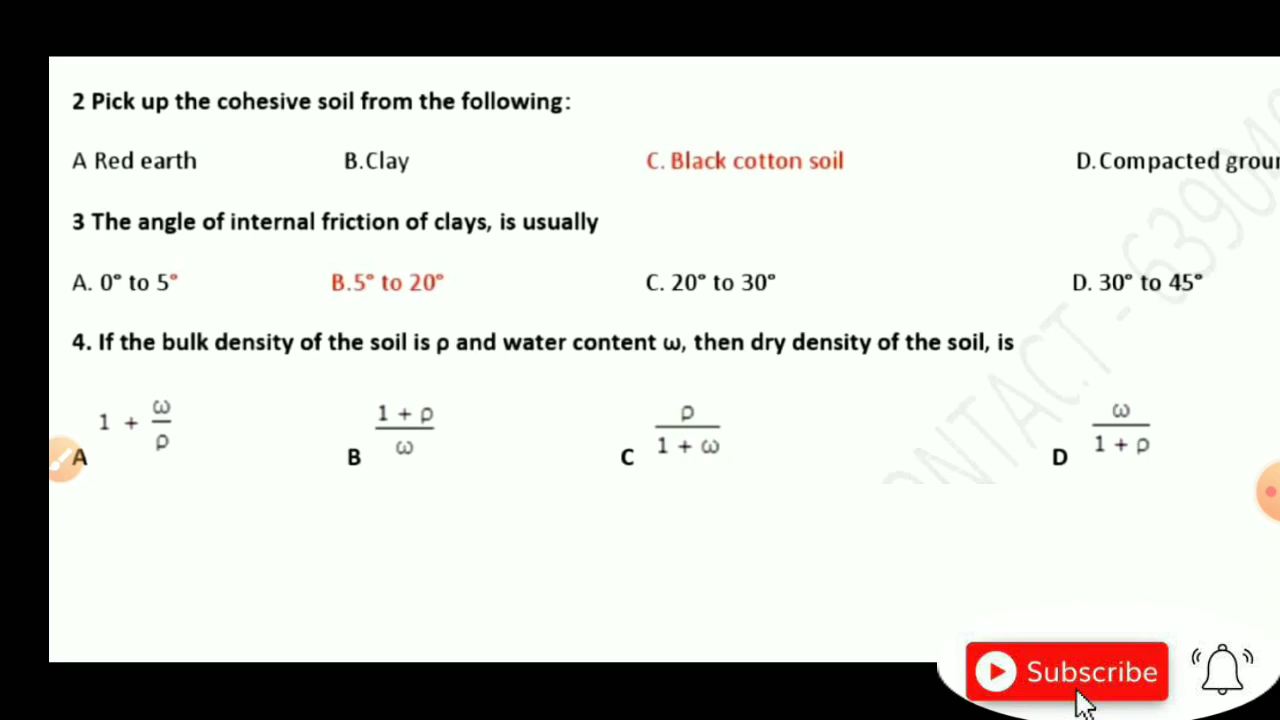 2 Pick up the cohesive soil from the following:
A Red earth B.Clay C. Black cotton soil D.Compacted
3 The angle of internal friction of clays, is usually
A. 0° to 5° B.5° to 20° C. 20° to 30° D. 30° to 45°
4. If the bulk density of the soil is ρ and water content ω, then dry density of the soil, is
A 1 + ω/ρ B 1 + ρ/ω C ρ/1 + ω D ω/1 + ρ
Subscribe